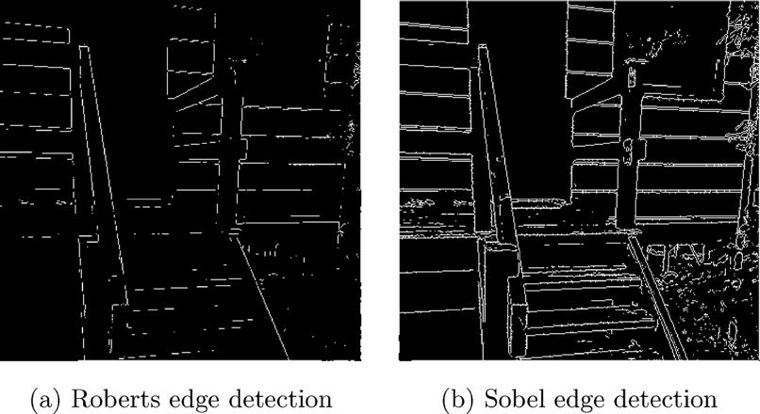 (a) Roberts edge detection
(b) Sobel edge detection